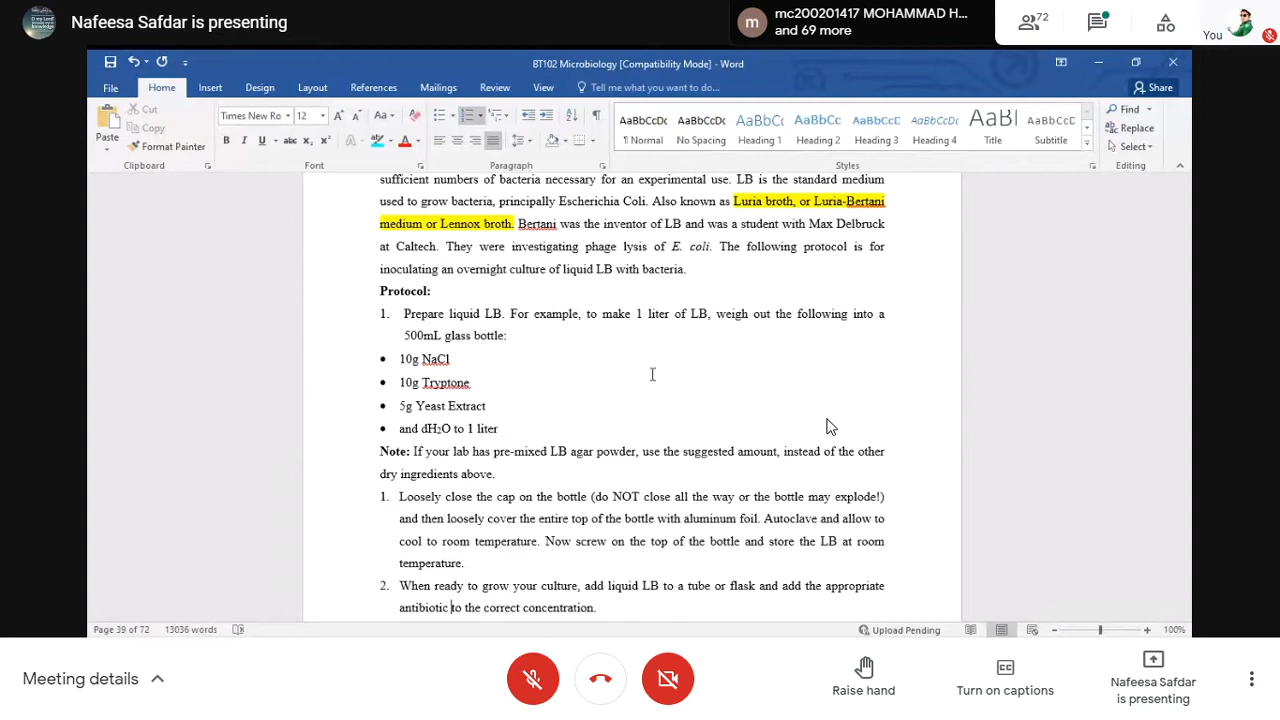 Nafeesa Safdar is presenting
mc200201417 MOHAMMAD H...
and 69 more
m
72
You
BT102 Microbiology [Compatibility Mode] - Word
File Home Insert Design Layout References Mailings Review View Tell me what you want to do... Share
Paste
Cut
Copy
Format Painter
Clipboard
Times New Ro 12
Font
Paragraph
AaBbCcDc AaBbCcDc AaBbC AaBbCc AaBbCcC AaBbCcDc AaBl AaBbCcC
¶ Normal ¶ No Spacing Heading 1 Heading 2 Heading 3 Heading 4 Title Subtitle
Styles
Find
Replace
Select
Editing
sufficient numbers of bacteria necessary for an experimental use. LB is the standard medium
used to grow bacteria, principally Escherichia Coli. Also known as Luria broth, or Luria-Bertani
medium or Lennox broth. Bertani was the inventor of LB and was a student with Max Delbruck
at Caltech. They were investigating phage lysis of E. coli. The following protocol is for
inoculating an overnight culture of liquid LB with bacteria.
Protocol:
1. Prepare liquid LB. For example, to make 1 liter of LB, weigh out the following into a
500mL glass bottle:
• 10g NaCl
• 10g Tryptone
• 5g Yeast Extract
• and dH2O to 1 liter
Note: If your lab has pre-mixed LB agar powder, use the suggested amount, instead of the other
dry ingredients above.
1. Loosely close the cap on the bottle (do NOT close all the way or the bottle may explode!)
and then loosely cover the entire top of the bottle with aluminum foil. Autoclave and allow to
cool to room temperature. Now screw on the top of the bottle and store the LB at room
temperature.
2. When ready to grow your culture, add liquid LB to a tube or flask and add the appropriate
antibiotic to the correct concentration.
Page 39 of 72 13036 words Upload Pending 100%
Meeting details
Raise hand
Turn on captions
Nafeesa Safdar
is presenting